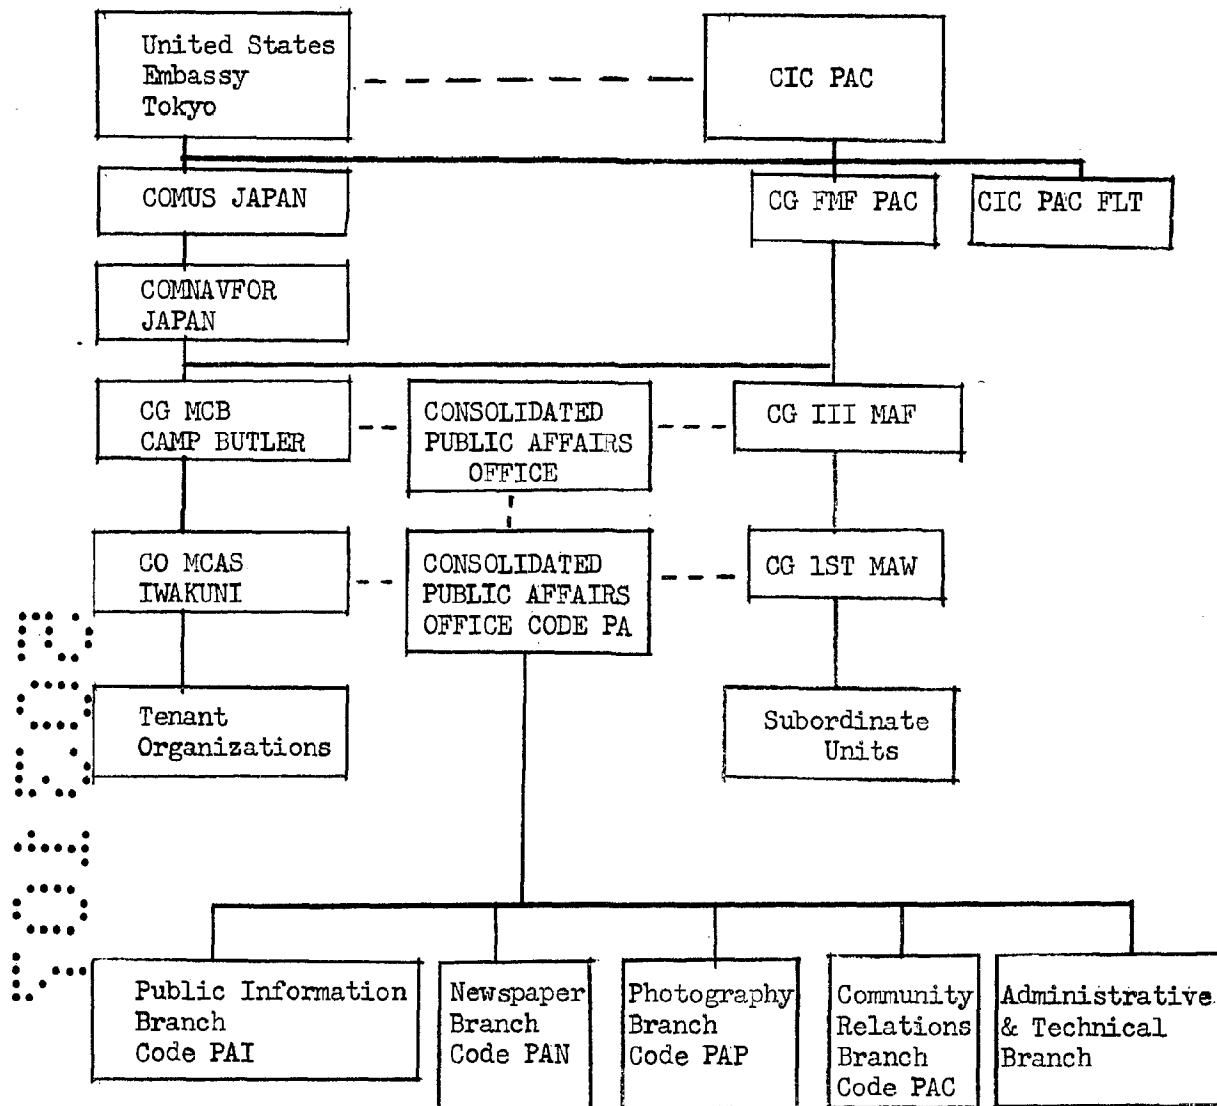 United States
Embassy
Tokyo
CIC PAC
COMUS JAPAN
CG FMF PAC
CIC PAC FLT
COMNAVFOR
JAPAN
CG MCB
CAMP BUTLER
CONSOLIDATED
PUBLIC AFFAIRS
OFFICE
CG III MAF
CO MCAS
IWAKUNI
CONSOLIDATED
PUBLIC AFFAIRS
OFFICE CODE PA
CG 1ST MAW
Tenant
Organizations
Subordinate
Units
Public Information
Branch
Code PAI
Newspaper
Branch
Code PAN
Photography
Branch
Code PAP
Community
Relations
Branch
Code PAC
Administrative
& Technical
Branch